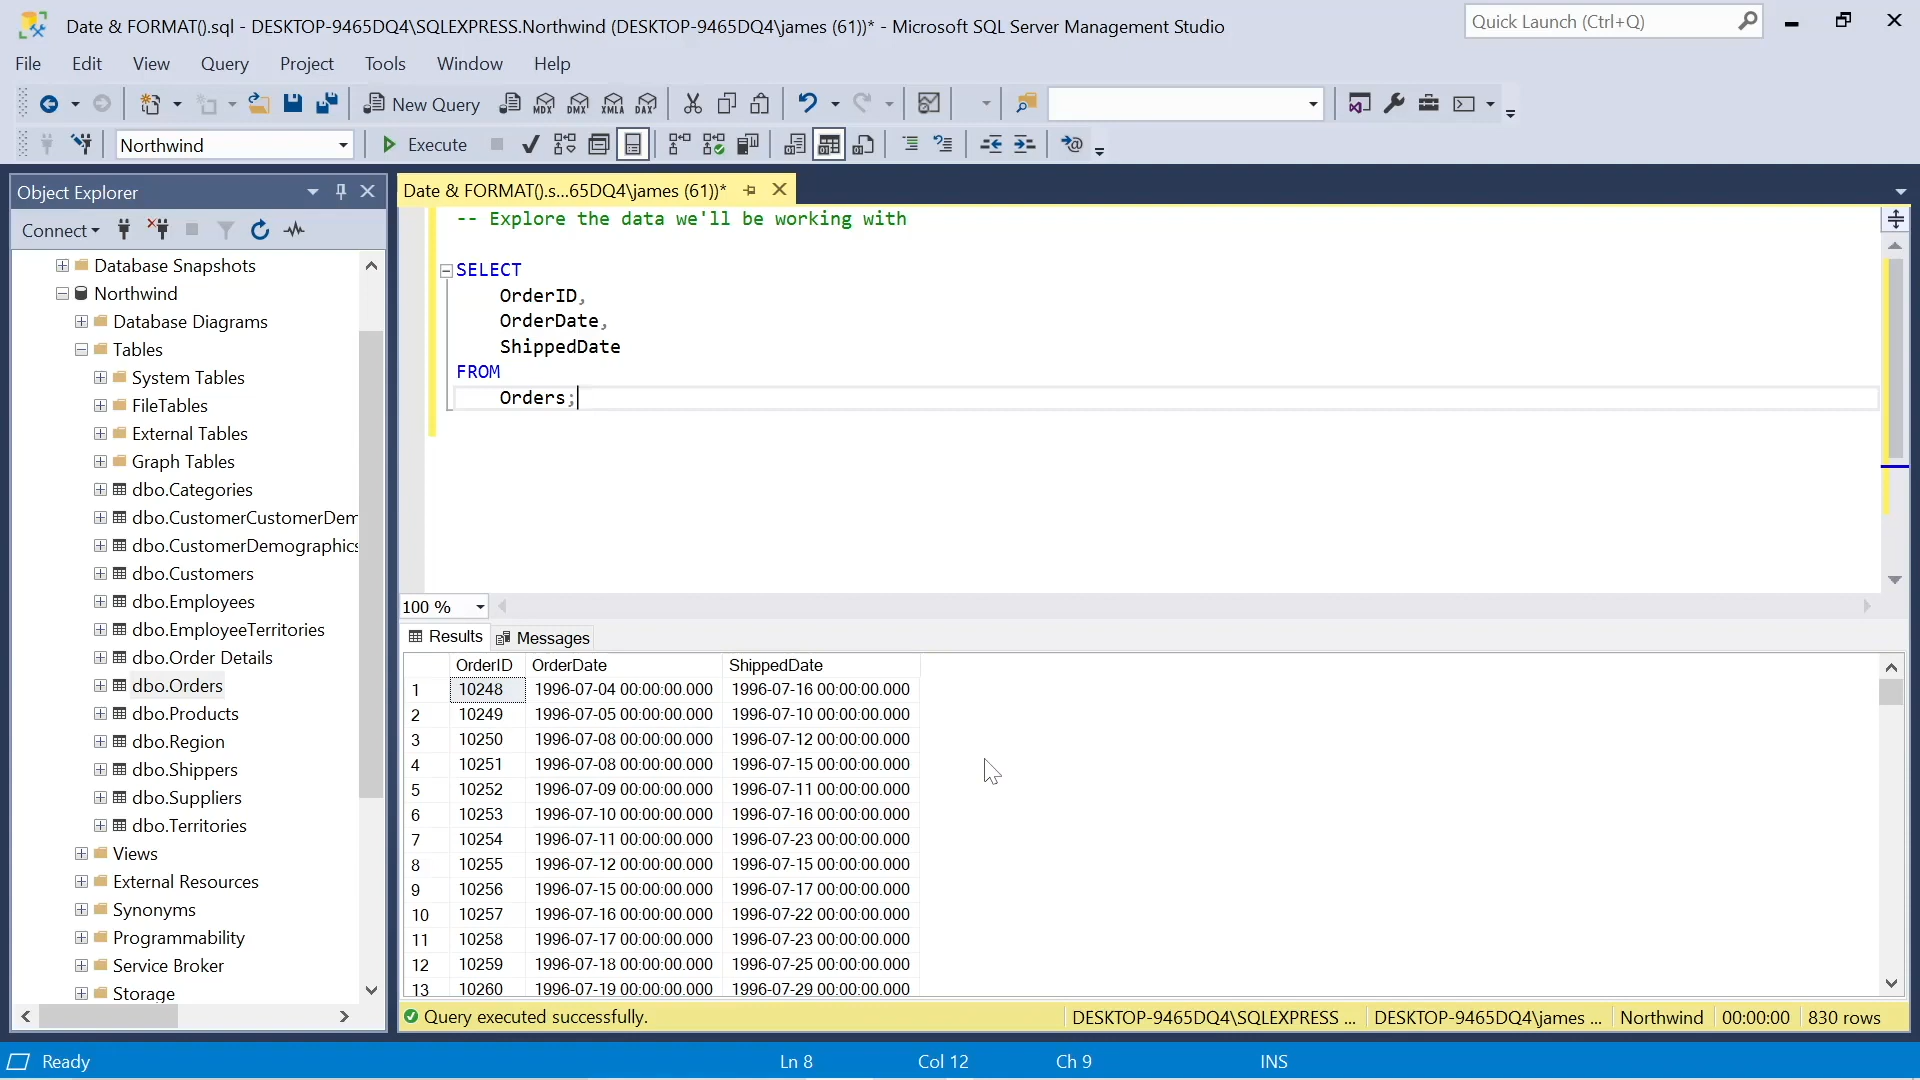 Date & FORMAT().sql - DESKTOP-9465DQ4\SQLEXPRESS.Northwind (DESKTOP-9465DQ4\james (61))* - Microsoft SQL Server Management Studio
Quick Launch (Ctrl+Q)
File Edit View Query Project Tools Window Help
New Query MDX DMX XMLA DAX
Northwind Execute
Object Explorer
Connect
Database Snapshots
Northwind
Database Diagrams
Tables
System Tables
FileTables
External Tables
Graph Tables
dbo.Categories
dbo.CustomerCustomerDem
dbo.CustomerDemographics
dbo.Customers
dbo.Employees
dbo.EmployeeTerritories
dbo.Order Details
dbo.Orders
dbo.Products
dbo.Region
dbo.Shippers
dbo.Suppliers
dbo.Territories
Views
External Resources
Synonyms
Programmability
Service Broker
Storage
Date & FORMAT().s...65DQ4\james (61))*
-- Explore the data we'll be working with
SELECT
OrderID,
OrderDate,
ShippedDate
FROM
Orders;
100 %
Results Messages
OrderID OrderDate ShippedDate
1 10248 1996-07-04 00:00:00.000 1996-07-16 00:00:00.000
2 10249 1996-07-05 00:00:00.000 1996-07-10 00:00:00.000
3 10250 1996-07-08 00:00:00.000 1996-07-12 00:00:00.000
4 10251 1996-07-08 00:00:00.000 1996-07-15 00:00:00.000
5 10252 1996-07-09 00:00:00.000 1996-07-11 00:00:00.000
6 10253 1996-07-10 00:00:00.000 1996-07-16 00:00:00.000
7 10254 1996-07-11 00:00:00.000 1996-07-23 00:00:00.000
8 10255 1996-07-12 00:00:00.000 1996-07-15 00:00:00.000
9 10256 1996-07-15 00:00:00.000 1996-07-17 00:00:00.000
10 10257 1996-07-16 00:00:00.000 1996-07-22 00:00:00.000
11 10258 1996-07-17 00:00:00.000 1996-07-23 00:00:00.000
12 10259 1996-07-18 00:00:00.000 1996-07-25 00:00:00.000
13 10260 1996-07-19 00:00:00.000 1996-07-29 00:00:00.000
Query executed successfully. DESKTOP-9465DQ4\SQLEXPRESS ... DESKTOP-9465DQ4\james ... Northwind 00:00:00 830 rows
Ready Ln 8 Col 12 Ch 9 INS